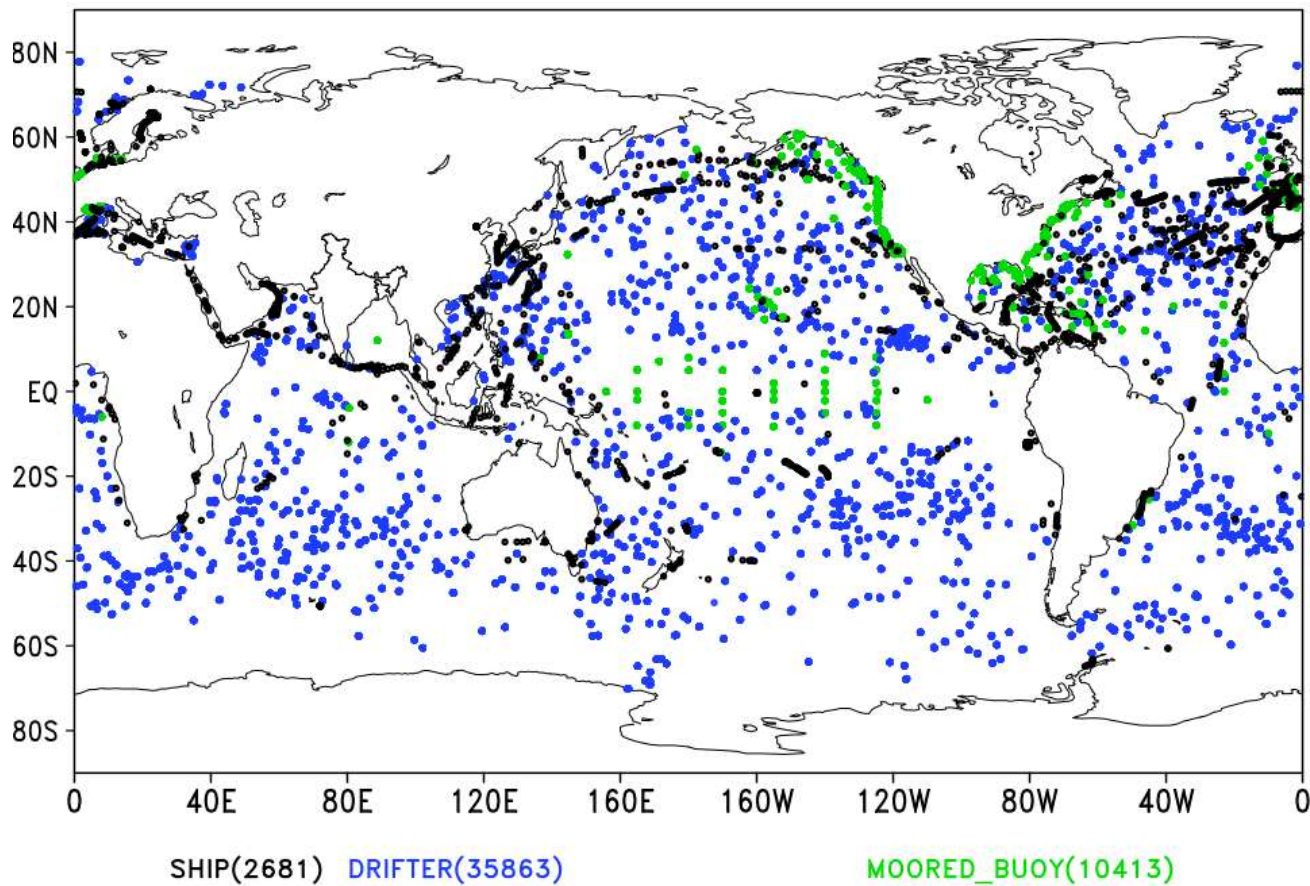 80N
60N
40N
20N
EQ
20S
40S
60S
80S
0 40E 80E 120E 160E 160W 120W 80W 40W 0
SHIP(2681) DRIFTER(35863) MOORED_BUOY(10413)